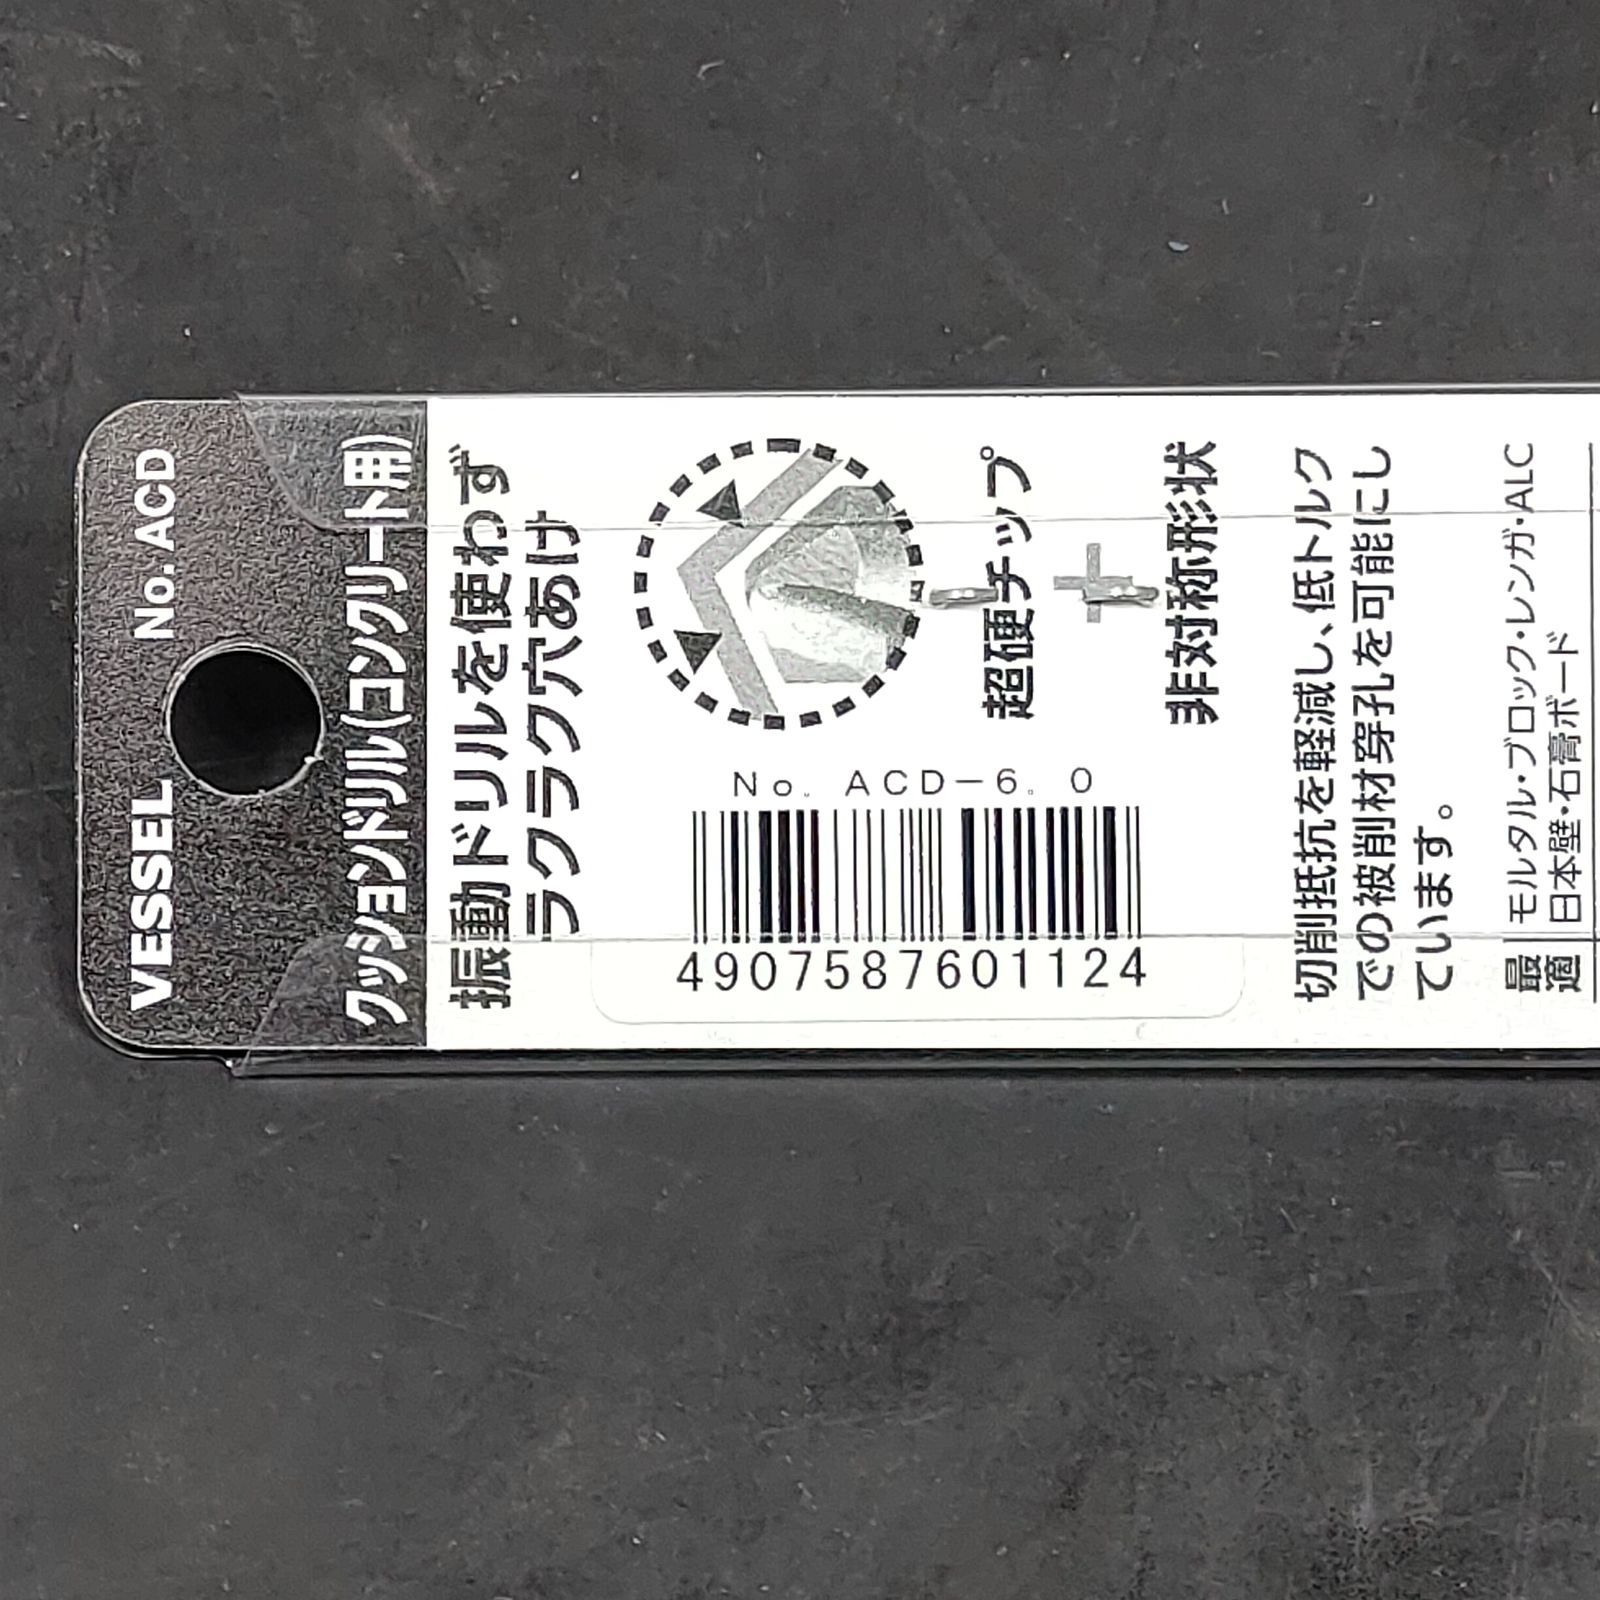 VESSEL No. ACD
クッションドリル(コンクリート用)
振動ドリルを使わず
ラクラク穴あけ
超硬チップ
+
非対称形状
No. ACD-6.0
4907587601124
切削抵抗を軽減し、低トルク
での被削材穿孔を可能にし
ています。
最適
モルタル・ブロック・レンガ・ALC
日本壁・石膏ボード